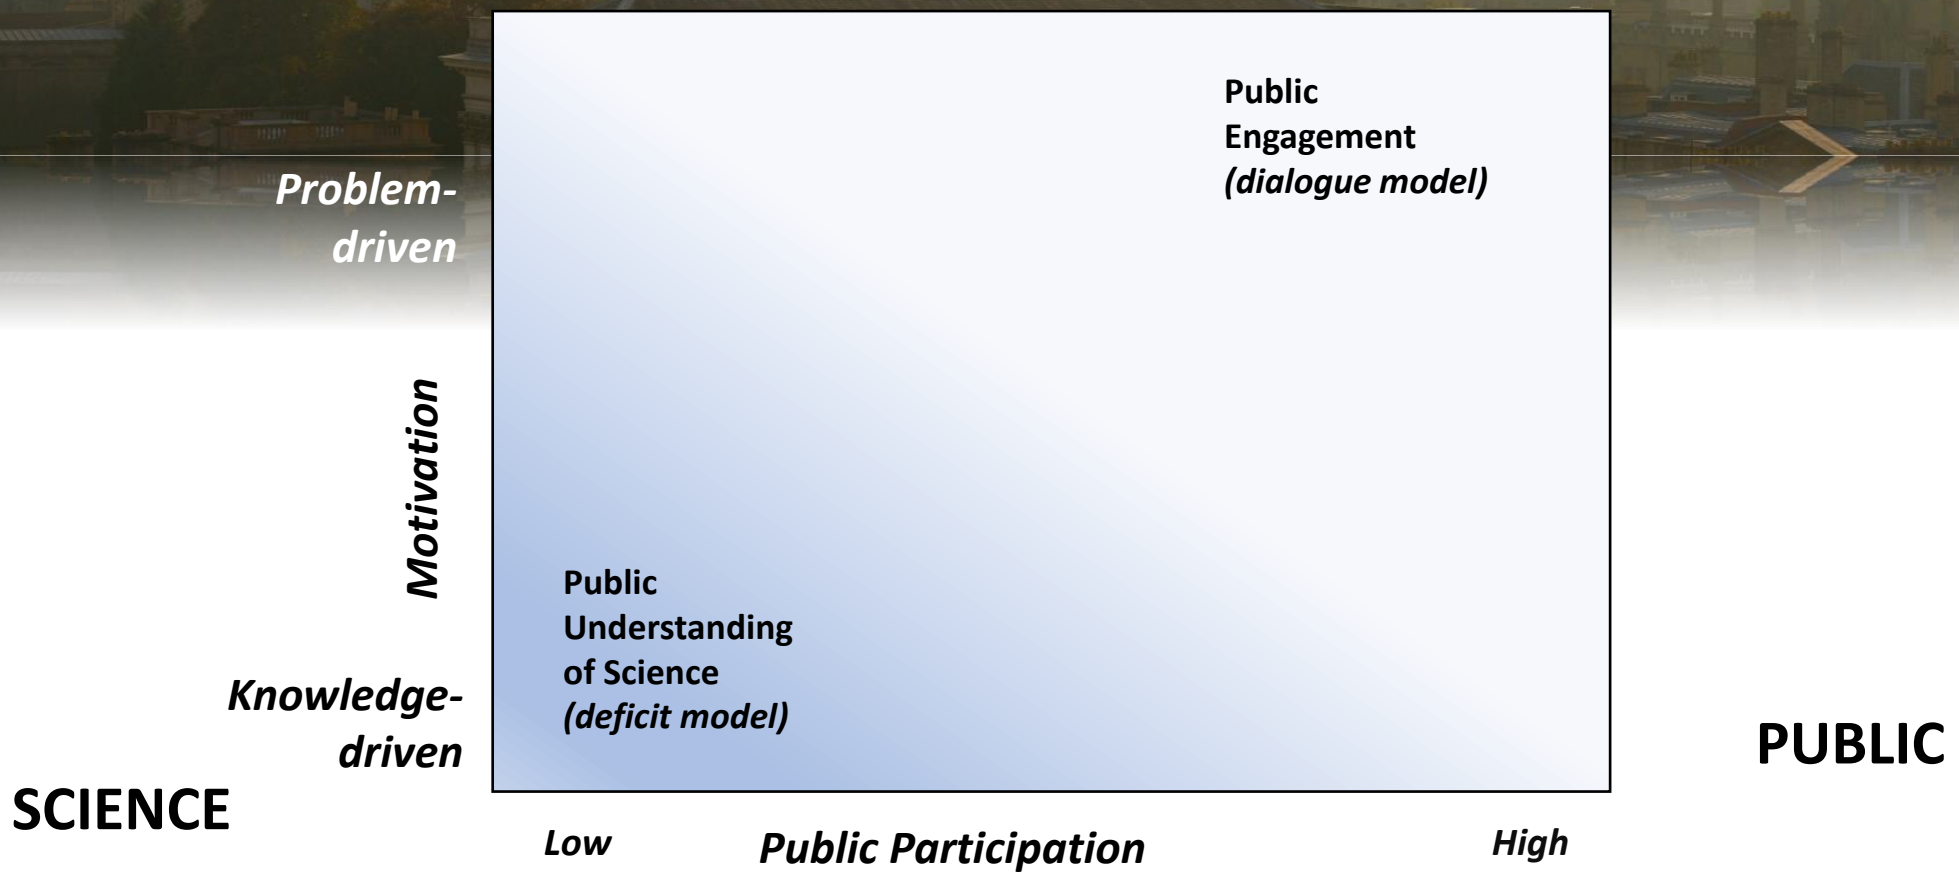 Public
Engagement
(dialogue model)
Problem-
driven
Motivation
Public
Understanding
of Science
(deficit model)
Knowledge-
driven
PUBLIC
SCIENCE
Low
Public Participation
High